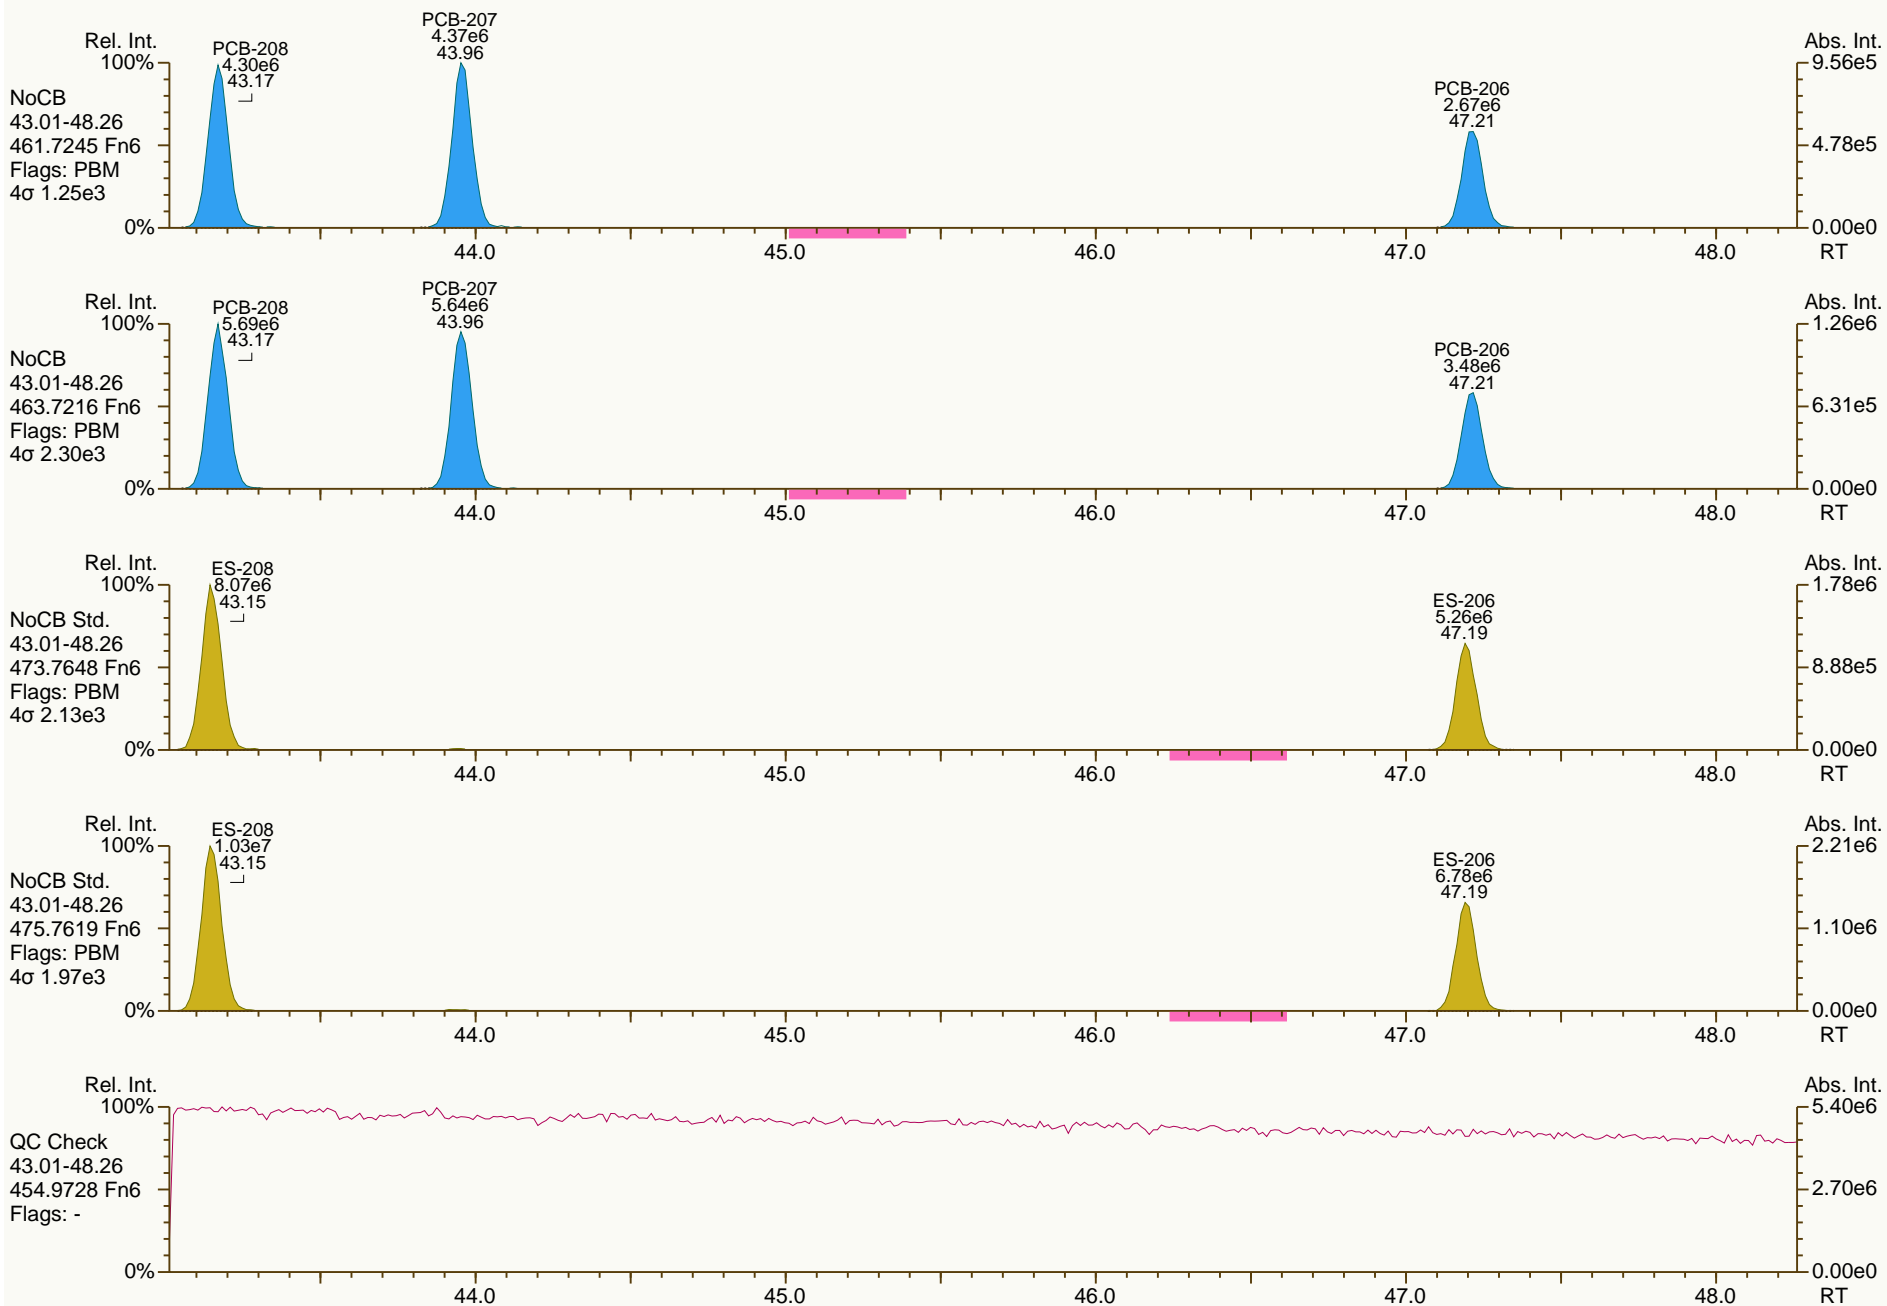 Rel. Int.
100%
0%
NoCB
43.01-48.26
461.7245 Fn6
Flags: PBM
4σ 1.25e3
PCB-208
4.30e6
43.17
PCB-207
4.37e6
43.96
PCB-206
2.67e6
47.21
Abs. Int.
9.56e5
4.78e5
0.00e0
44.0 45.0 46.0 47.0 48.0 RT
Rel. Int.
100%
0%
NoCB
43.01-48.26
463.7216 Fn6
Flags: PBM
4σ 2.30e3
PCB-208
5.69e6
43.17
PCB-207
5.64e6
43.96
PCB-206
3.48e6
47.21
Abs. Int.
1.26e6
6.31e5
0.00e0
44.0 45.0 46.0 47.0 48.0 RT
Rel. Int.
100%
0%
NoCB Std.
43.01-48.26
473.7648 Fn6
Flags: PBM
4σ 2.13e3
ES-208
8.07e6
43.15
ES-206
5.26e6
47.19
Abs. Int.
1.78e6
8.88e5
0.00e0
44.0 45.0 46.0 47.0 48.0 RT
Rel. Int.
100%
0%
NoCB Std.
43.01-48.26
475.7619 Fn6
Flags: PBM
4σ 1.97e3
ES-208
1.03e7
43.15
ES-206
6.78e6
47.19
Abs. Int.
2.21e6
1.10e6
0.00e0
44.0 45.0 46.0 47.0 48.0 RT
Rel. Int.
100%
0%
QC Check
43.01-48.26
454.9728 Fn6
Flags: -
Abs. Int.
5.40e6
2.70e6
0.00e0
44.0 45.0 46.0 47.0 48.0 RT